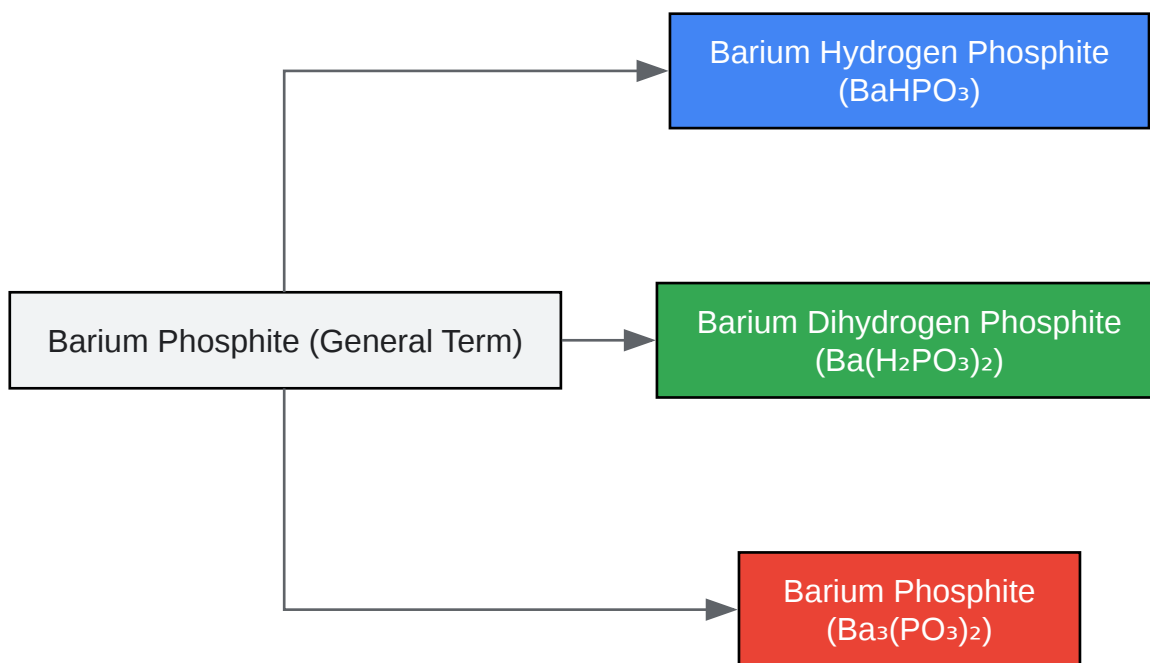 Barium Hydrogen Phosphite
(BaHPO₃)
Barium Phosphite (General Term)
Barium Dihydrogen Phosphite
(Ba(H₂PO₃)₂)
Barium Phosphite
(Ba₃(PO₃)₂)